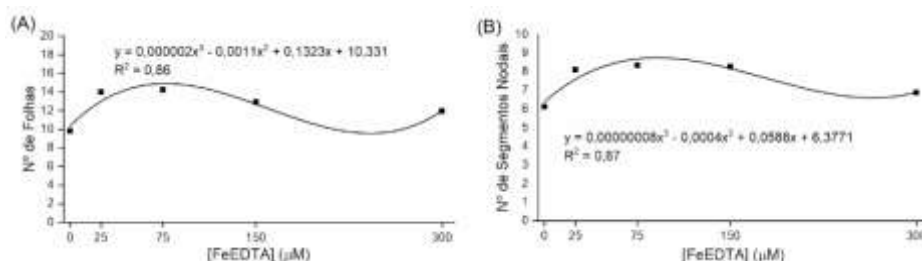 (A)
y = 0,000002x³ - 0,0011x² + 0,1323x + 10,331
R² = 0,86
Nº de Folhas
20
18
16
14
12
10
8
6
4
2
0
0 25 75 150 300
[FeEDTA] (µM)
(B)
y = 0,00000008x³ - 0,0004x² + 0,0588x + 6,3771
R² = 0,87
Nº de Segmentos Nodais
10
9
8
7
6
5
4
3
2
1
0
0 25 75 150 300
[FeEDTA] (µM)